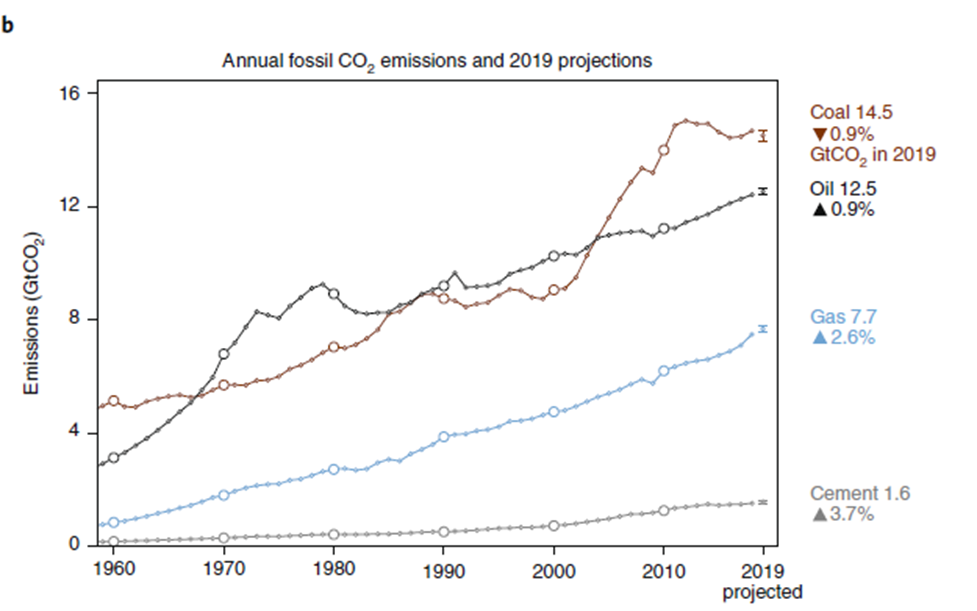 b
Annual fossil CO₂ emissions and 2019 projections
Emissions (GtCO₂)
16
12
8
4
0
1960 1970 1980 1990 2000 2010 2019
projected
Coal 14.5
▼0.9%
GtCO₂ in 2019
Oil 12.5
▲0.9%
Gas 7.7
▲2.6%
Cement 1.6
▲3.7%